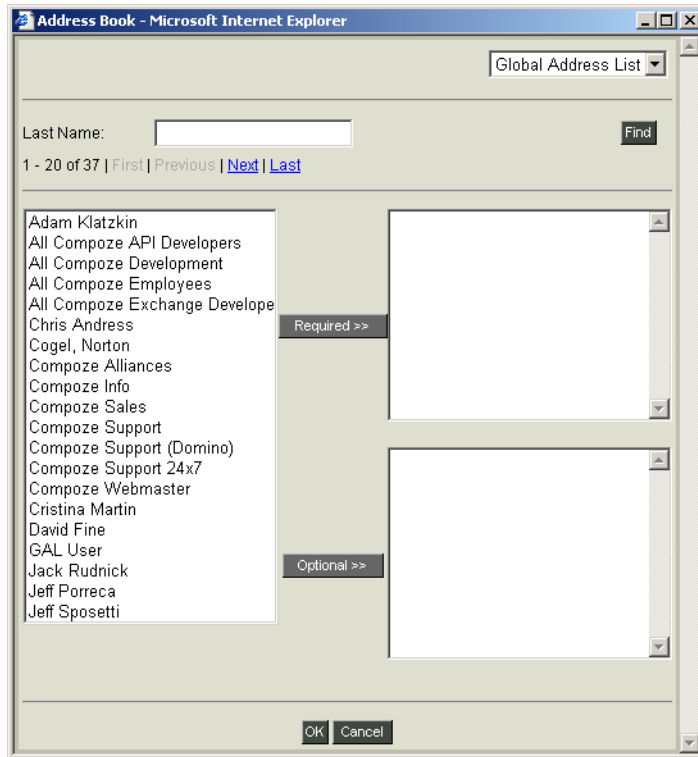 Address Book - Microsoft Internet Explorer
Global Address List
Last Name:
Find
1 - 20 of 37 | First | Previous | Next | Last
Adam Klatzkin
All Compoze API Developers
All Compoze Development
All Compoze Employees
All Compoze Exchange Develope
Chris Andress
Cogel, Norton
Compoze Alliances
Compoze Info
Compoze Sales
Compoze Support
Compoze Support (Domino)
Compoze Support 24x7
Compoze Webmaster
Cristina Martin
David Fine
GAL User
Jack Rudnick
Jeff Porreca
Jeff Sposetti
Required >>
Optional >>
OK
Cancel